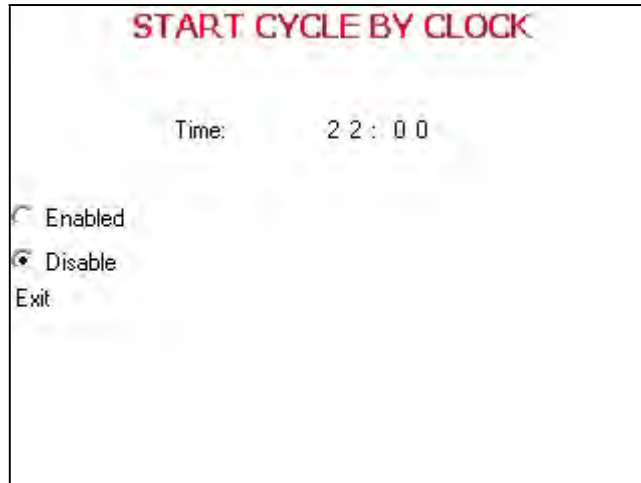 START CYCLE BY CLOCK
Time: 22:00
Enabled
Disable
Exit